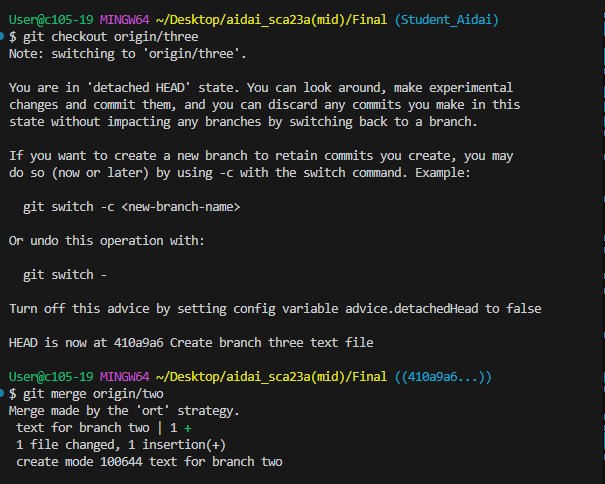 User@c105-19 MINGW64 ~/Desktop/aidai_sca23a(mid)/Final (Student_Aidai)
$ git checkout origin/three
Note: switching to 'origin/three'.

You are in 'detached HEAD' state. You can look around, make experimental
changes and commit them, and you can discard any commits you make in this
state without impacting any branches by switching back to a branch.

If you want to create a new branch to retain commits you create, you may
do so (now or later) by using -c with the switch command. Example:

  git switch -c <new-branch-name>

Or undo this operation with:

  git switch -

Turn off this advice by setting config variable advice.detachedHead to false

HEAD is now at 410a9a6 Create branch three text file

User@c105-19 MINGW64 ~/Desktop/aidai_sca23a(mid)/Final ((410a9a6...))
$ git merge origin/two
Merge made by the 'ort' strategy.
 text for branch two | 1 +
 1 file changed, 1 insertion(+)
 create mode 100644 text for branch two